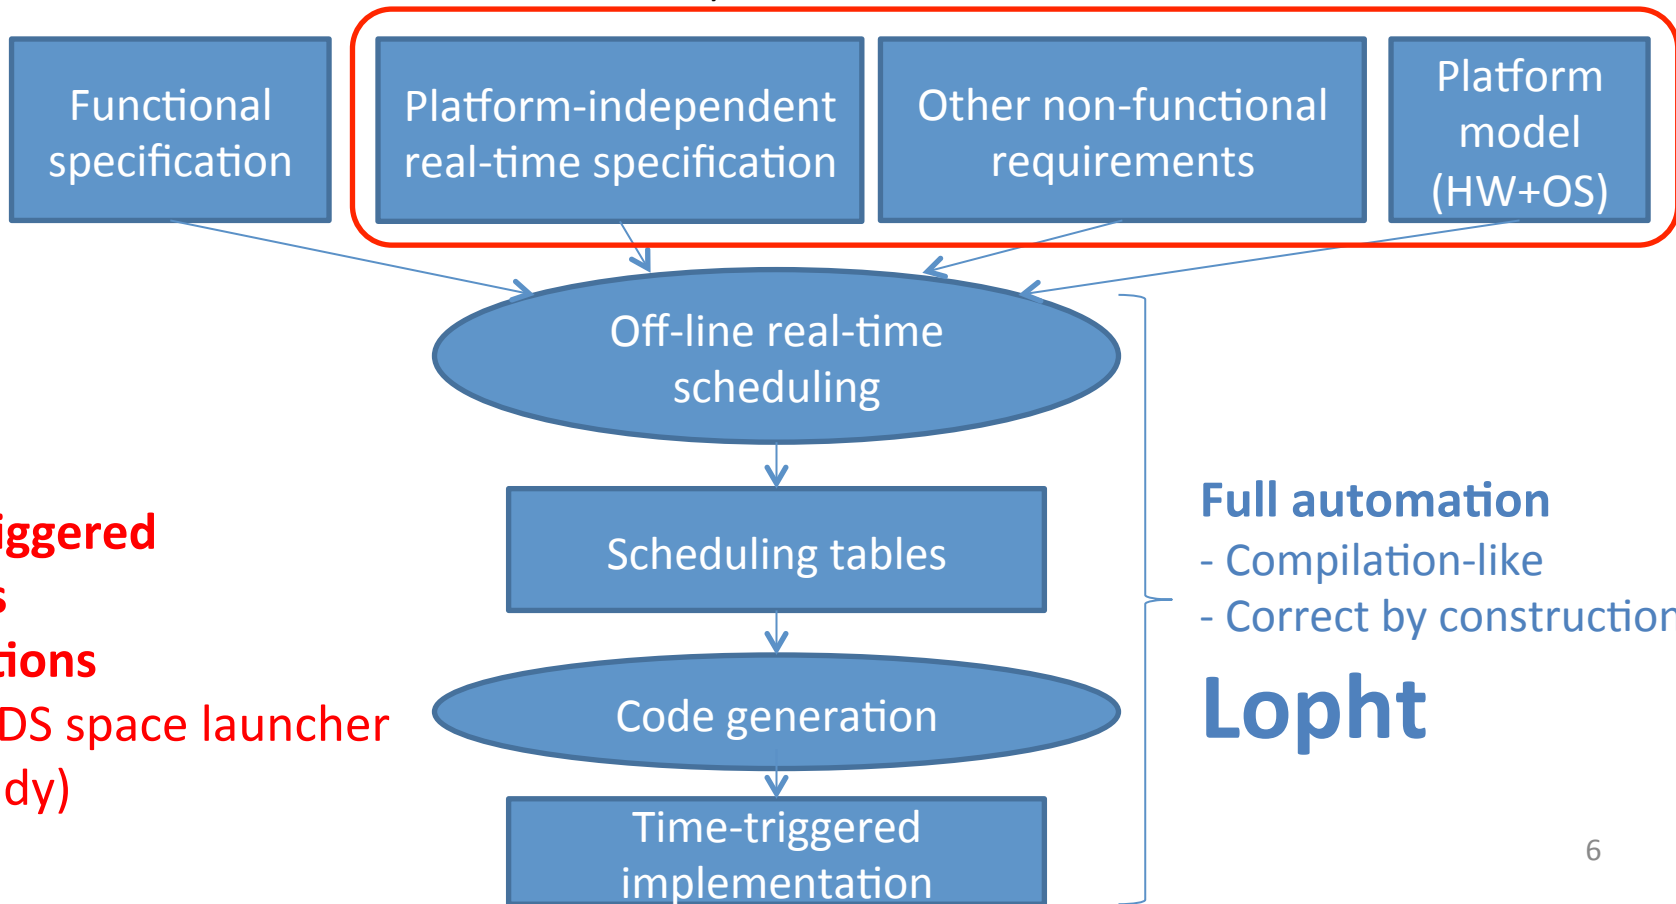 Functional
specification
Platform-independent
real-time specification
Other non-functional
requirements
Platform
model
(HW+OS)
Off-line real-time
scheduling
Scheduling tables
Code generation
Time-triggered
implementation
iggered
s
tions
DS space launcher
dy)
Full automation
- Compilation-like
- Correct by construction
Lopht
6